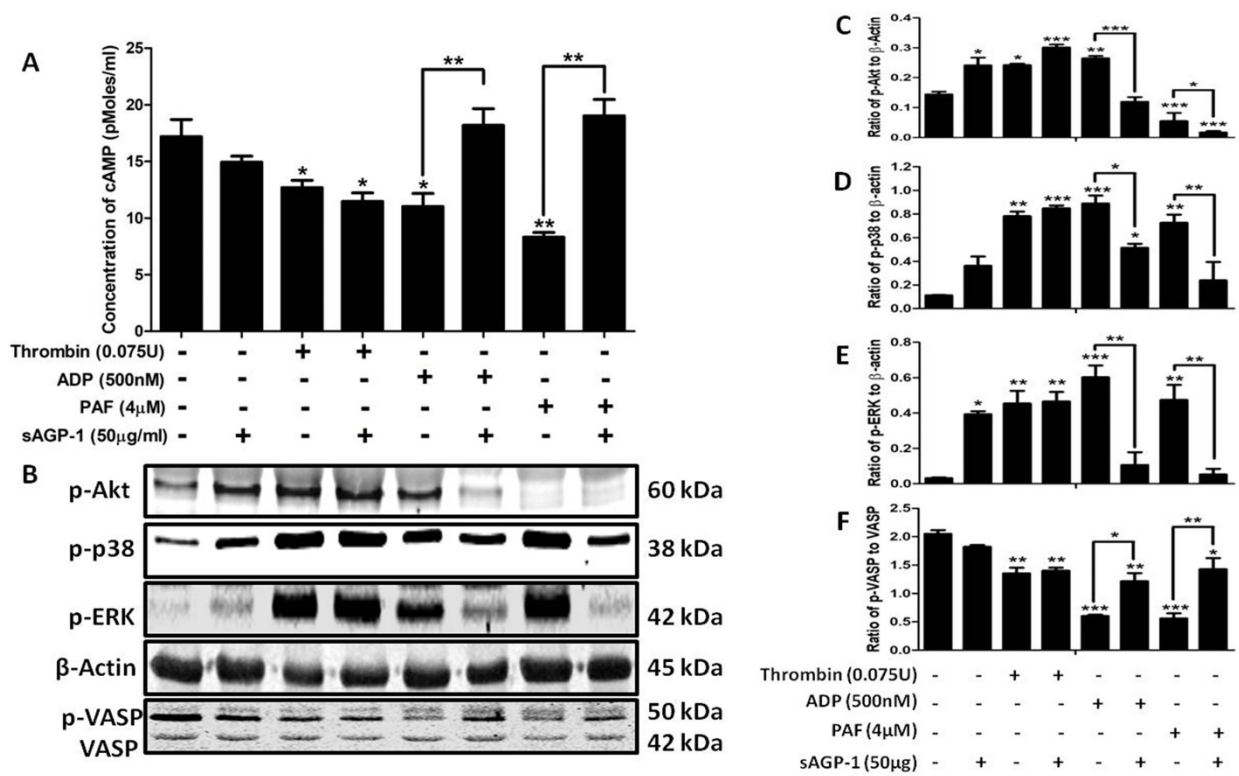 A
Concentration of cAMP (pMoles/ml)
25
20
15
10
5
0
* * * ** ** **
Thrombin (0.075U) - - + + - - - -
ADP (500nM) - - - - + + - -
PAF (4µM) - - - - - - + +
sAGP-1 (50µg/ml) - + - + - + - +
B
p-Akt 60 kDa
p-p38 38 kDa
p-ERK 42 kDa
β-Actin 45 kDa
p-VASP 50 kDa
VASP 42 kDa
C
Ratio of p-Akt to β-Actin
0.4
0.3
0.2
0.1
0.0
* * *** ** *** *** * ***
D
Ratio of p-p38 to β-actin
1.2
1.0
0.8
0.6
0.4
0.2
0.0
** *** *** * * ** **
E
Ratio of p-ERK to β-actin
0.8
0.6
0.4
0.2
0.0
* ** ** *** ** ** **
F
Ratio of p-VASP to VASP
2.5
2.0
1.5
1.0
0.5
0.0
** ** *** * ** *** ** *
Thrombin (0.075U) - - + + - - - -
ADP (500nM) - - - - + + - -
PAF (4µM) - - - - - - + +
sAGP-1 (50µg) - + - + - + - +